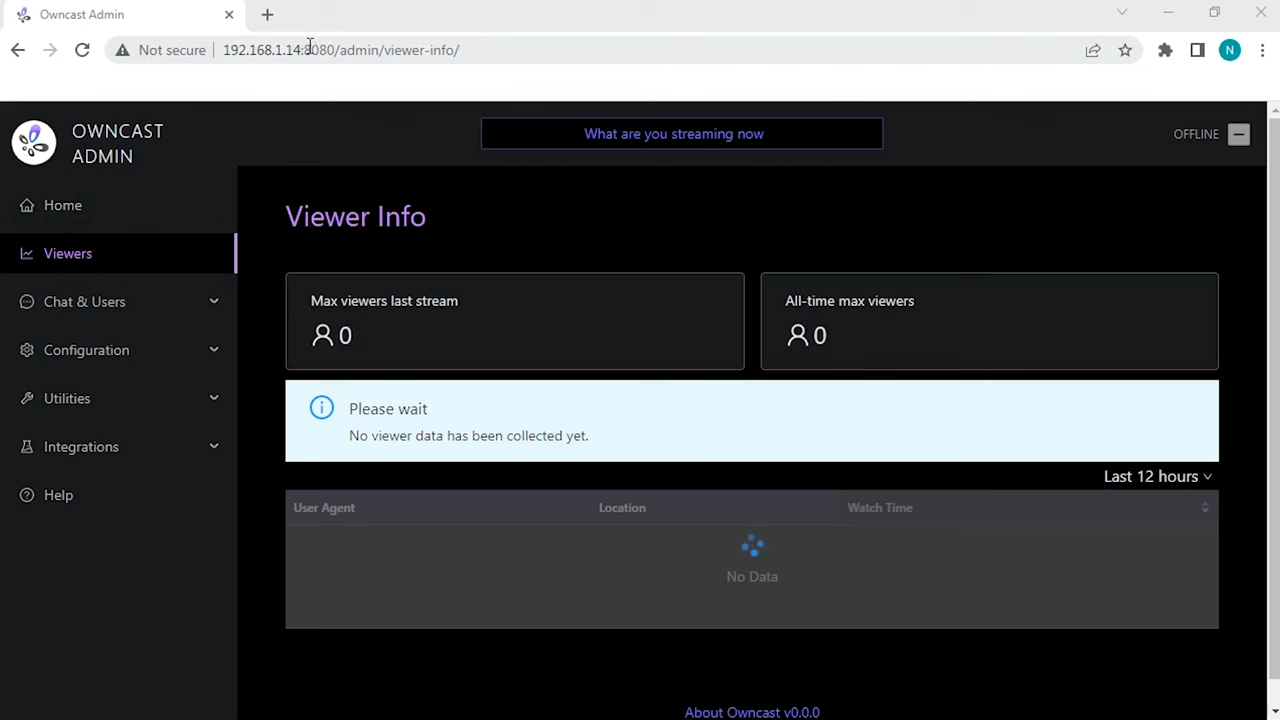 Owncast Admin
Not secure
192.168.1.14:8080/admin/viewer-info/
N
OWNCAST
ADMIN
What are you streaming now
OFFLINE
Home
Viewers
Chat & Users
Configuration
Utilities
Integrations
Help
Viewer Info
Max viewers last stream
0
All-time max viewers
0
Please wait
No viewer data has been collected yet.
Last 12 hours
User Agent Location Watch Time
No Data
About Owncast v0.0.0